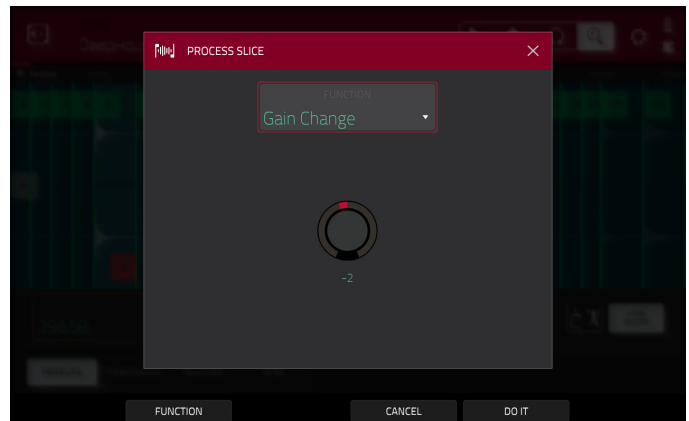 PROCESS SLICE
FUNCTION
Gain Change
-2
FUNCTION
CANCEL
DO IT